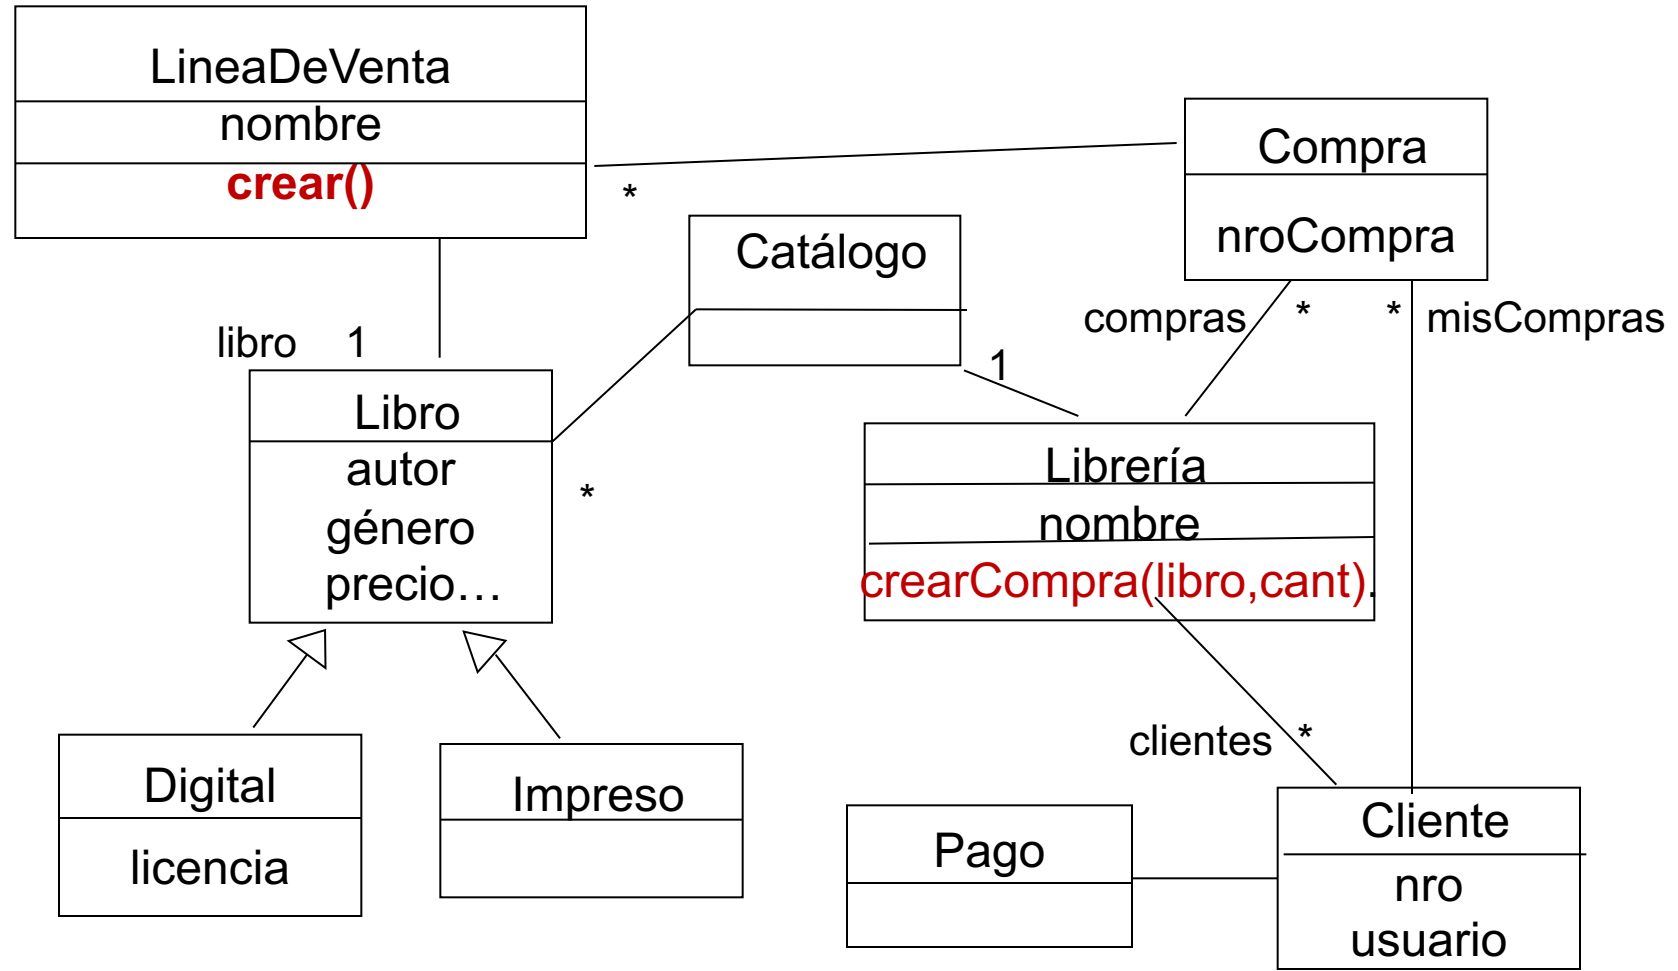 LineaDeVenta
nombre
crear()
*
Compra
nroCompra
Catálogo
compras
*
*
misCompras
libro
1
1
Libro
autor
género
precio…
*
Librería
nombre
crearCompra(libro,cant).
clientes
*
Digital
licencia
Impreso
Pago
Cliente
nro
usuario